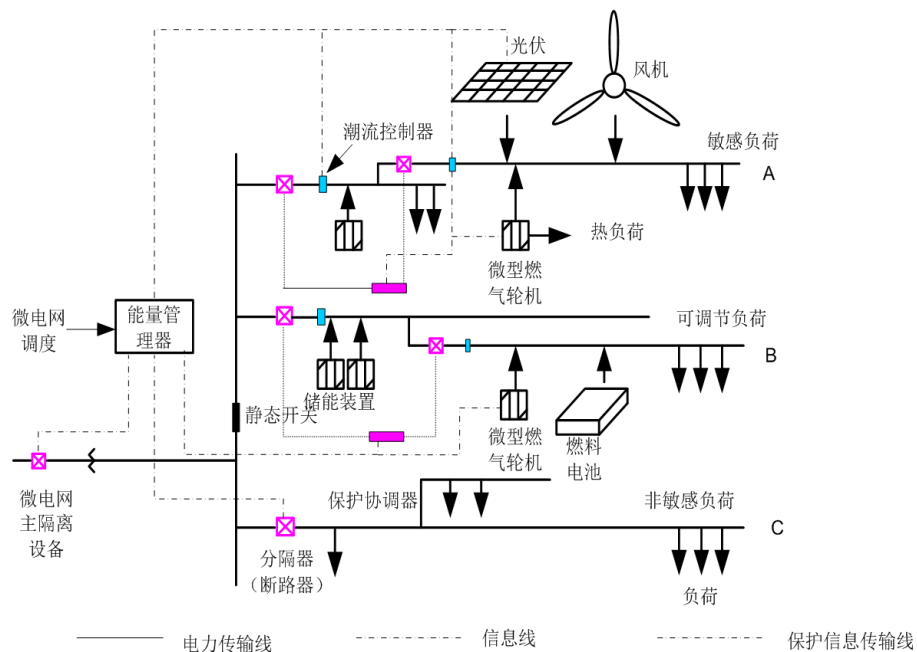 光伏
风机
潮流控制器
敏感负荷
A
热负荷
微型燃
气轮机
微电网
调度
能量管
理器
可调节负荷
B
储能装置
静态开关
微型燃
气轮机
燃料
电池
微电网
主隔离
设备
保护协调器
非敏感负荷
C
分隔器
（断路器）
负荷
电力传输线
信息线
保护信息传输线